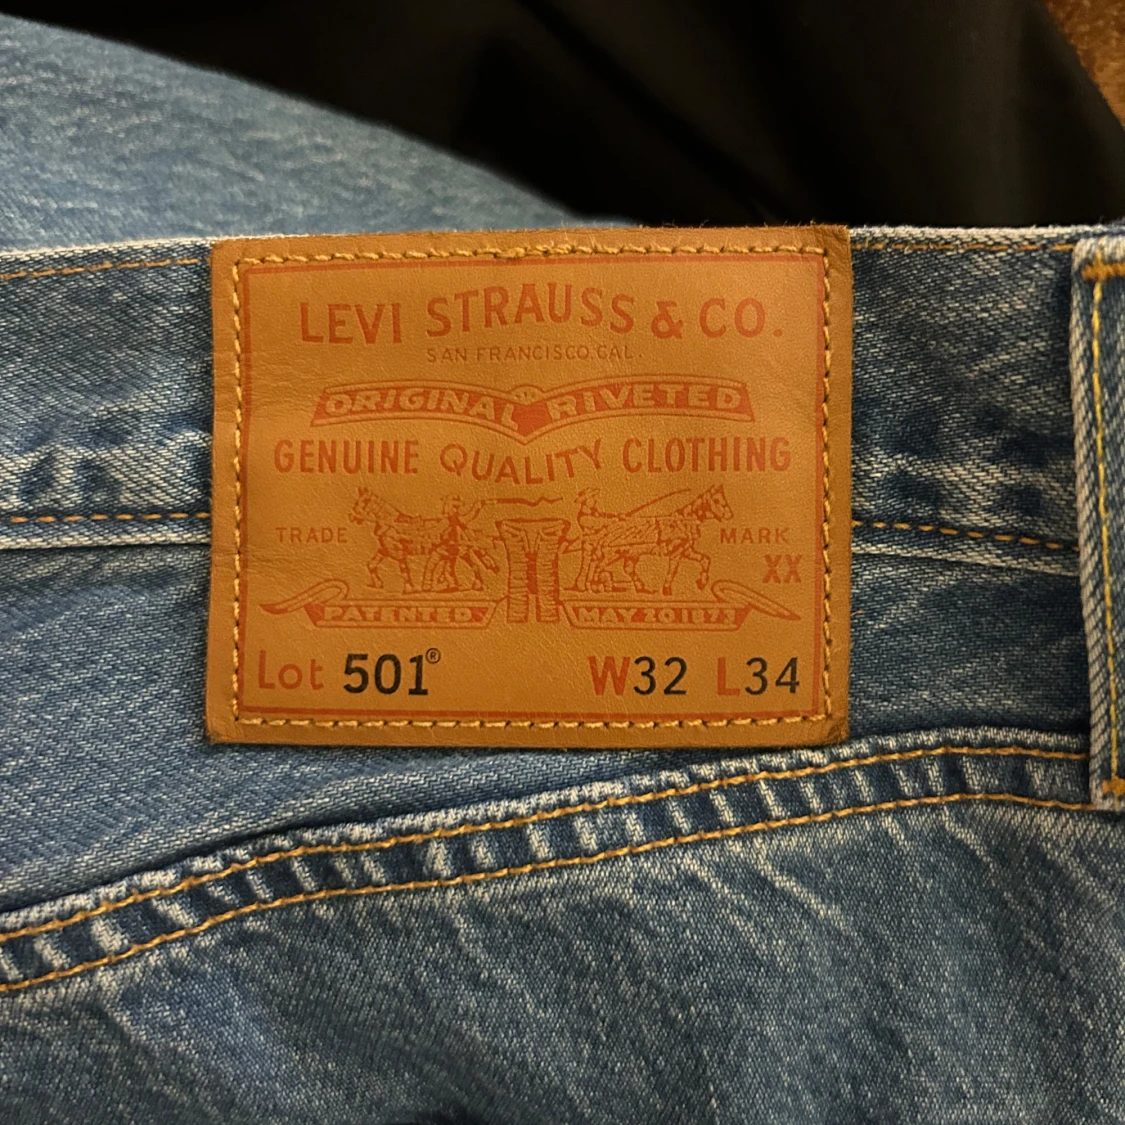 LEVI STRAUSS & CO.
SAN FRANCISCO. CAL.
ORIGINAL RIVETED
GENUINE QUALITY CLOTHING
TRADE MARK
XX
PATENTED MAY 20 1873
Lot 501® W32 L34